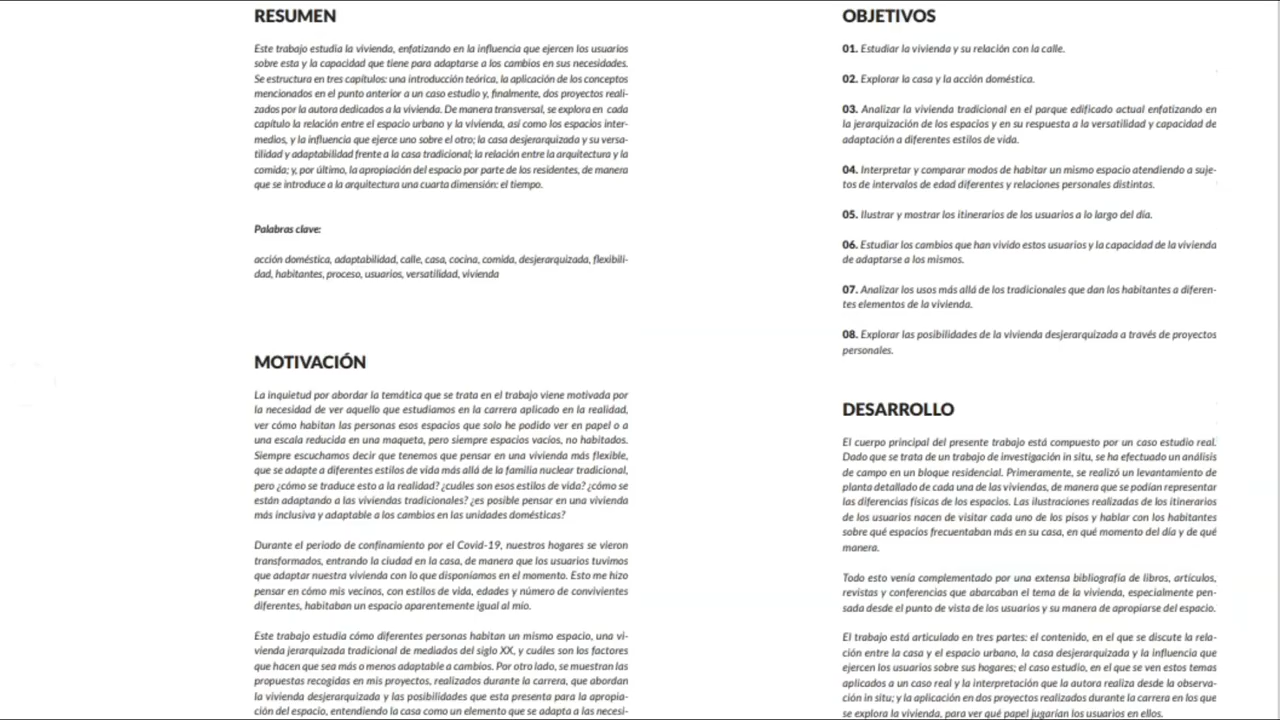 RESUMEN
Este trabajo estudia la vivienda, enfatizando en la influencia que ejercen los usuarios
sobre esta y la capacidad que tiene para adaptarse a los cambios en sus necesidades.
Se estructura en tres capítulos: una introducción teórica, la aplicación de los conceptos
mencionados en el punto anterior a un caso estudio y, finalmente, dos proyectos reali-
zados por la autora dedicados a la vivienda. De manera transversal, se explora en cada
capítulo la relación entre el espacio urbano y la vivienda, así como los espacios inter-
medios, y la influencia que ejerce uno sobre el otro; la casa desjerarquizada y su versa-
tilidad y adaptabilidad frente a la casa tradicional; la relación entre la arquitectura y la
comida; y, por último, la apropiación del espacio por parte de los residentes, de manera
que se introduce a la arquitectura una cuarta dimensión: el tiempo.
Palabras clave:
acción doméstica, adaptabilidad, calle, casa, cocina, comida, desjerarquizada, flexibili-
dad, habitantes, proceso, usuarios, versatilidad, vivienda
MOTIVACIÓN
La inquietud por abordar la temática que se trata en el trabajo viene motivada por
la necesidad de ver aquello que estudiamos en la carrera aplicado en la realidad,
ver cómo habitan las personas esos espacios que solo he podido ver en papel o a
una escala reducida en una maqueta, pero siempre espacios vacíos, no habitados.
Siempre escuchamos decir que tenemos que pensar en una vivienda más flexible,
que se adapte a diferentes estilos de vida más allá de la familia nuclear tradicional,
pero ¿cómo se traduce esto a la realidad? ¿cuáles son esos estilos de vida? ¿cómo se
están adaptando a las viviendas tradicionales? ¿es posible pensar en una vivienda
más inclusiva y adaptable a los cambios en las unidades domésticas?
Durante el periodo de confinamiento por el Covid-19, nuestros hogares se vieron
transformados, entrando la ciudad en la casa, de manera que los usuarios tuvimos
que adaptar nuestra vivienda con lo que disponíamos en el momento. Esto me hizo
pensar en cómo mis vecinos, con estilos de vida, edades y número de convivientes
diferentes, habitaban un espacio aparentemente igual al mío.
Este trabajo estudia cómo diferentes personas habitan un mismo espacio, una vi-
vienda jerarquizada tradicional de mediados del siglo XX, y cuáles son los factores
que hacen que sea más o menos adaptable a cambios. Por otro lado, se muestran las
propuestas recogidas en mis proyectos, realizados durante la carrera, que abordan
la vivienda desjerarquizada y las posibilidades que esta presenta para la apropia-
ción del espacio, entendiendo la casa como un elemento que se adapta a las necesi-
OBJETIVOS
01. Estudiar la vivienda y su relación con la calle.
02. Explorar la casa y la acción doméstica.
03. Analizar la vivienda tradicional en el parque edificado actual enfatizando en
la jerarquización de los espacios y en su respuesta a la versatilidad y capacidad de
adaptación a diferentes estilos de vida.
04. Interpretar y comparar modos de habitar un mismo espacio atendiendo a suje-
tos de intervalos de edad diferentes y relaciones personales distintas.
05. Ilustrar y mostrar los itinerarios de los usuarios a lo largo del día.
06. Estudiar los cambios que han vivido estos usuarios y la capacidad de la vivienda
de adaptarse a los mismos.
07. Analizar los usos más allá de los tradicionales que dan los habitantes a diferen-
tes elementos de la vivienda.
08. Explorar las posibilidades de la vivienda desjerarquizada a través de proyectos
personales.
DESARROLLO
El cuerpo principal del presente trabajo está compuesto por un caso estudio real.
Dado que se trata de un trabajo de investigación in situ, se ha efectuado un análisis
de campo en un bloque residencial. Primeramente, se realizó un levantamiento de
planta detallado de cada una de las viviendas, de manera que se podían representar
las diferencias físicas de los espacios. Las ilustraciones realizadas de los itinerarios
de los usuarios nacen de visitar cada uno de los pisos y hablar con los habitantes
sobre qué espacios frecuentaban más en su casa, en qué momento del día y de qué
manera.
Todo esto venía complementado por una extensa bibliografía de libros, artículos,
revistas y conferencias que abarcaban el tema de la vivienda, especialmente pen-
sada desde el punto de vista de los usuarios y su manera de apropiarse del espacio.
El trabajo está articulado en tres partes: el contenido, en el que se discute la rela-
ción entre la casa y el espacio urbano, la casa desjerarquizada y la influencia que
ejercen los usuarios sobre sus hogares; el caso estudio, en el que se ven estos temas
aplicados a un caso real y la interpretación que la autora realiza desde la observa-
ción in situ; y la aplicación en dos proyectos realizados durante la carrera en los que
se explora la vivienda, para ver qué papel jugarían los usuarios en ellos.